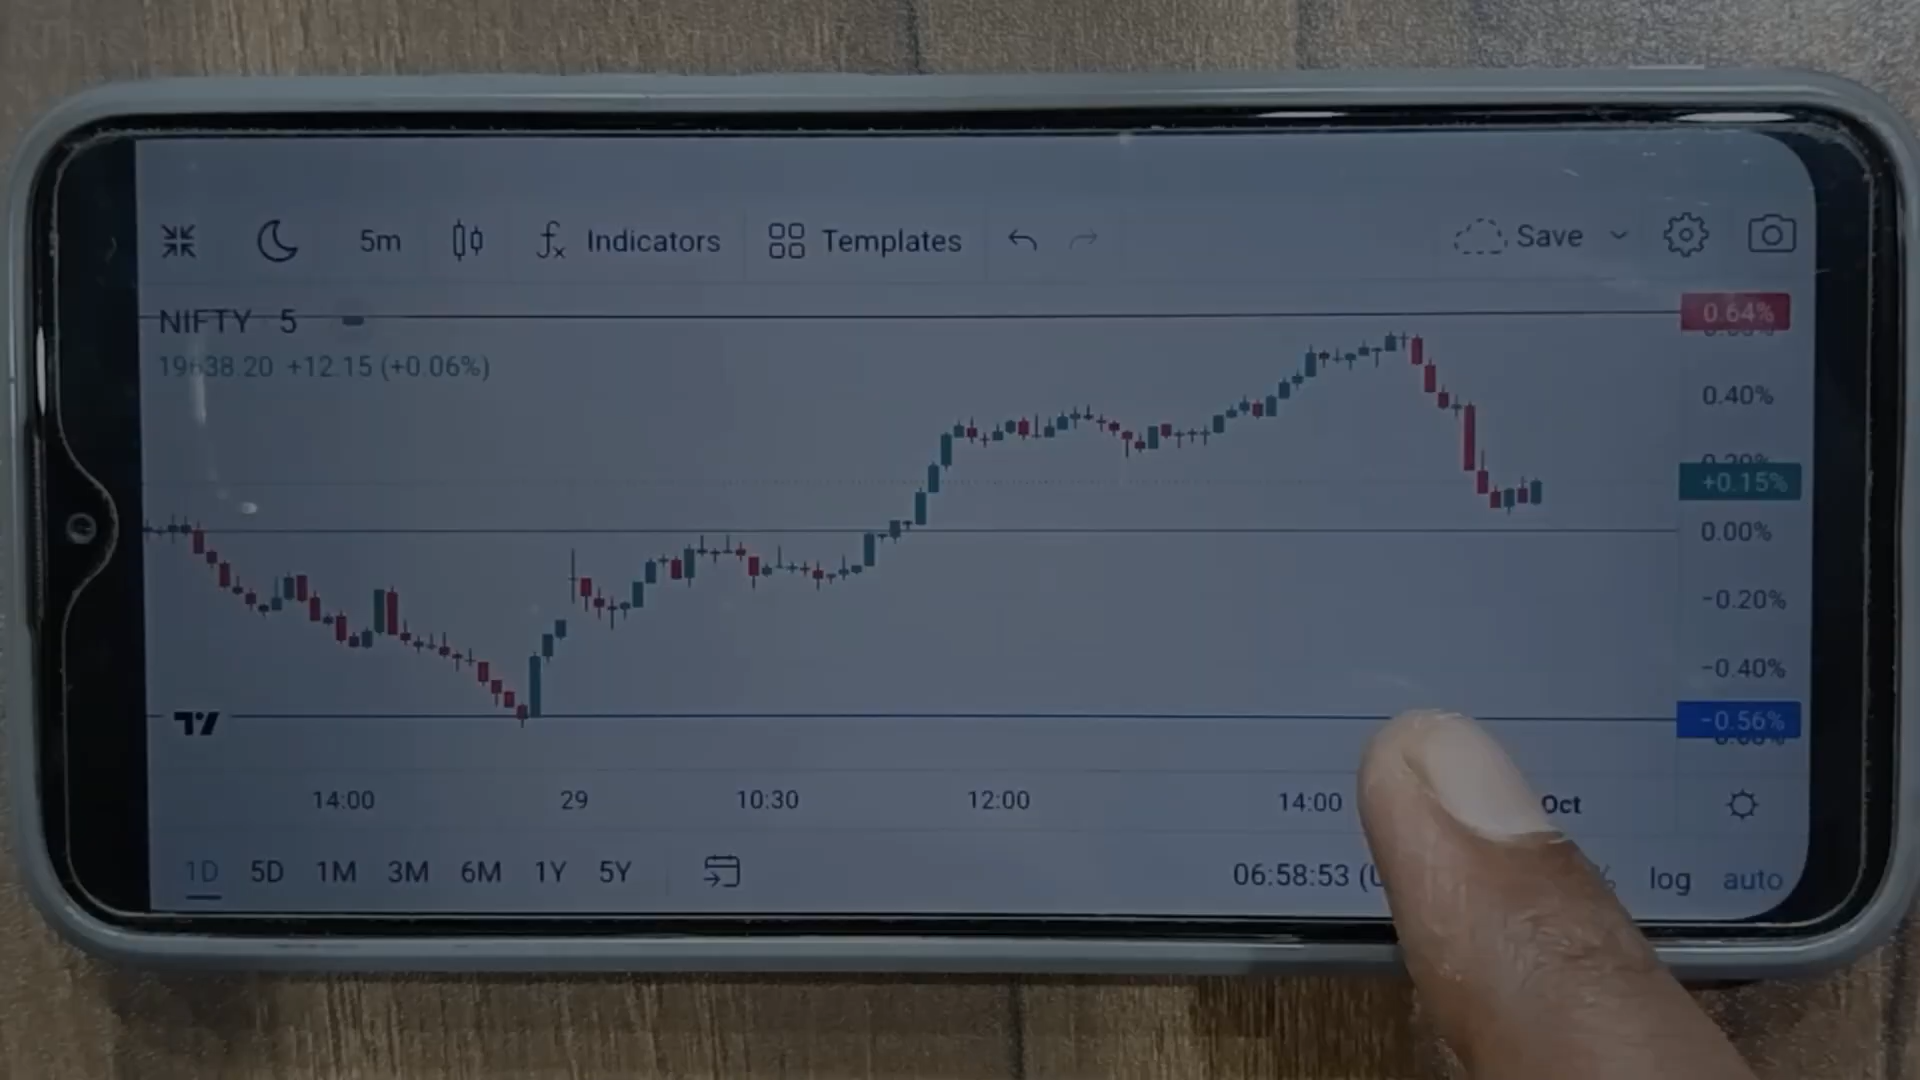 5m Indicators Templates Save
NIFTY 5
19638.20 +12.15 (+0.06%)
0.64%
0.40%
+0.15%
0.00%
−0.20%
−0.40%
−0.56%
14:00 29 10:30 12:00 14:00 Oct
1D 5D 1M 3M 6M 1Y 5Y 06:58:53 (U % log auto